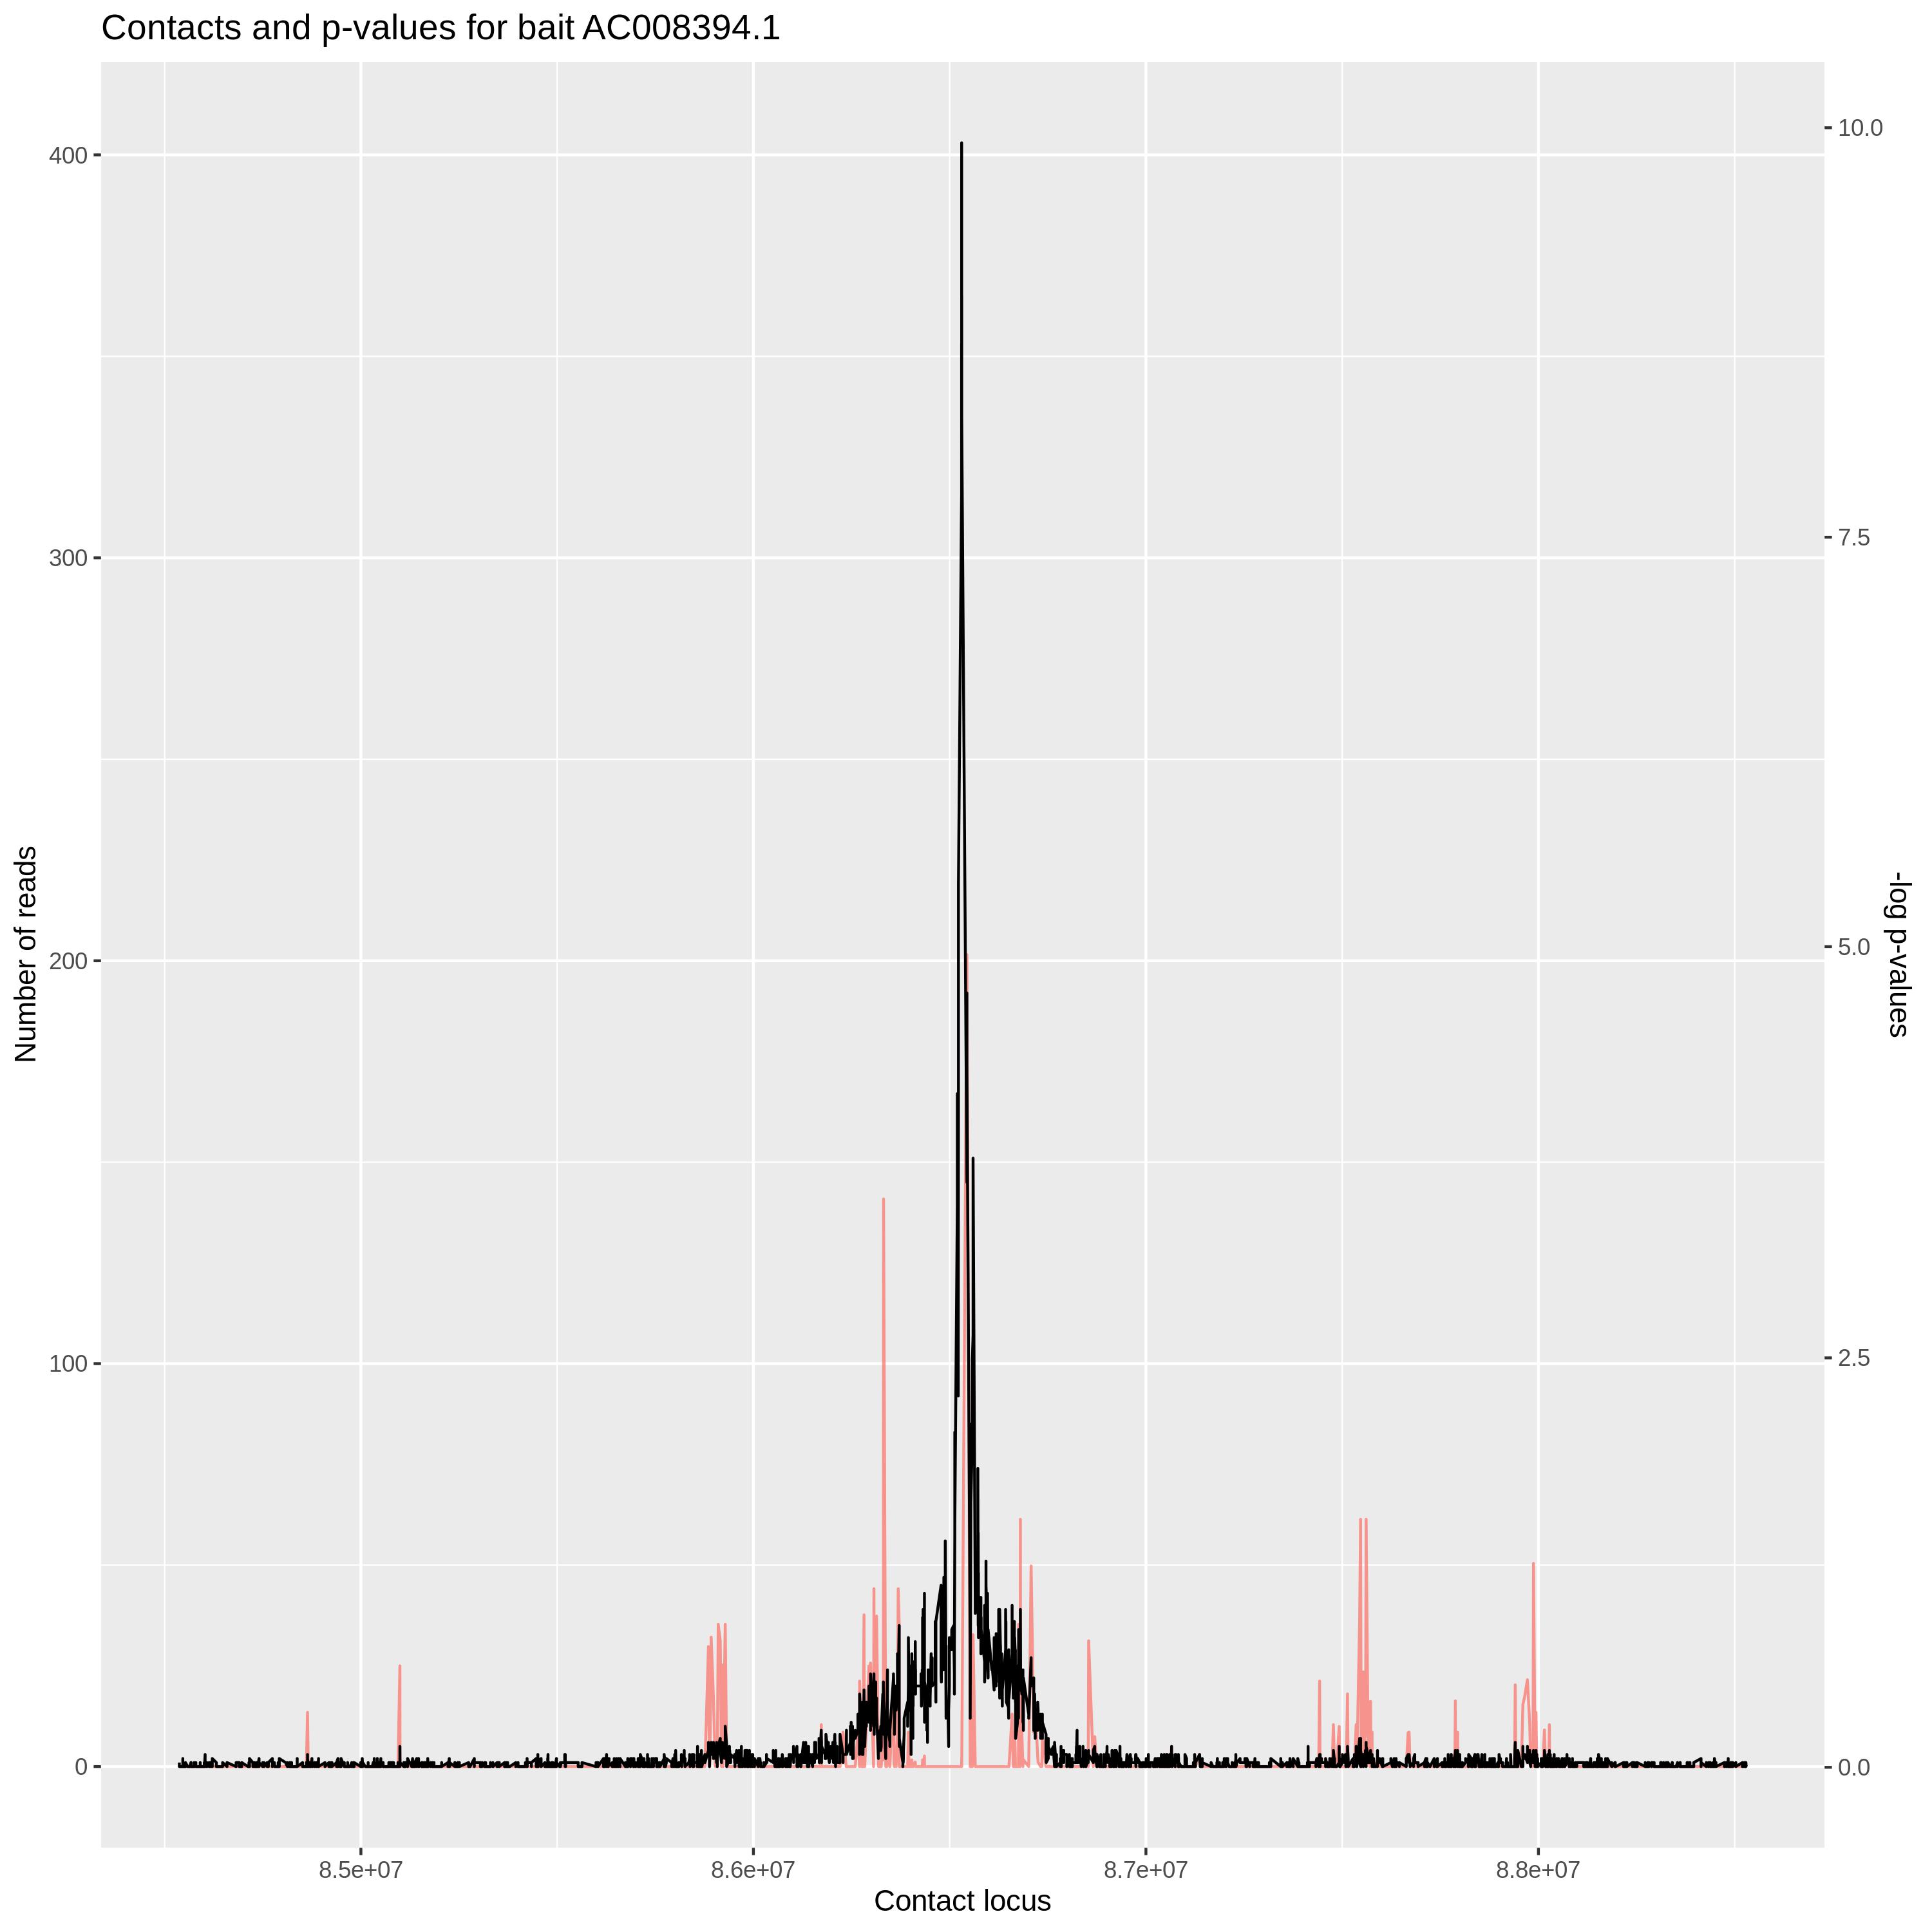 Contacts and p-values for bait AC008394.1
400
300
200
100
0
Number of reads
10.0
7.5
5.0
2.5
0.0
-log p-values
8.5e+07
8.6e+07
8.7e+07
8.8e+07
Contact locus